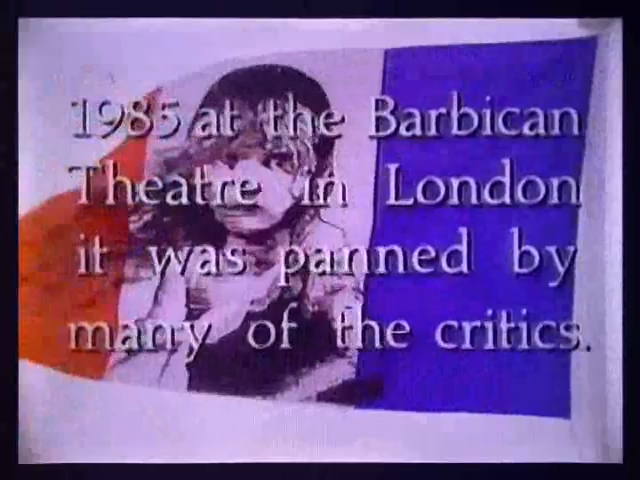 1985 at the Barbican
Theatre in London
it was panned by
many of the critics.